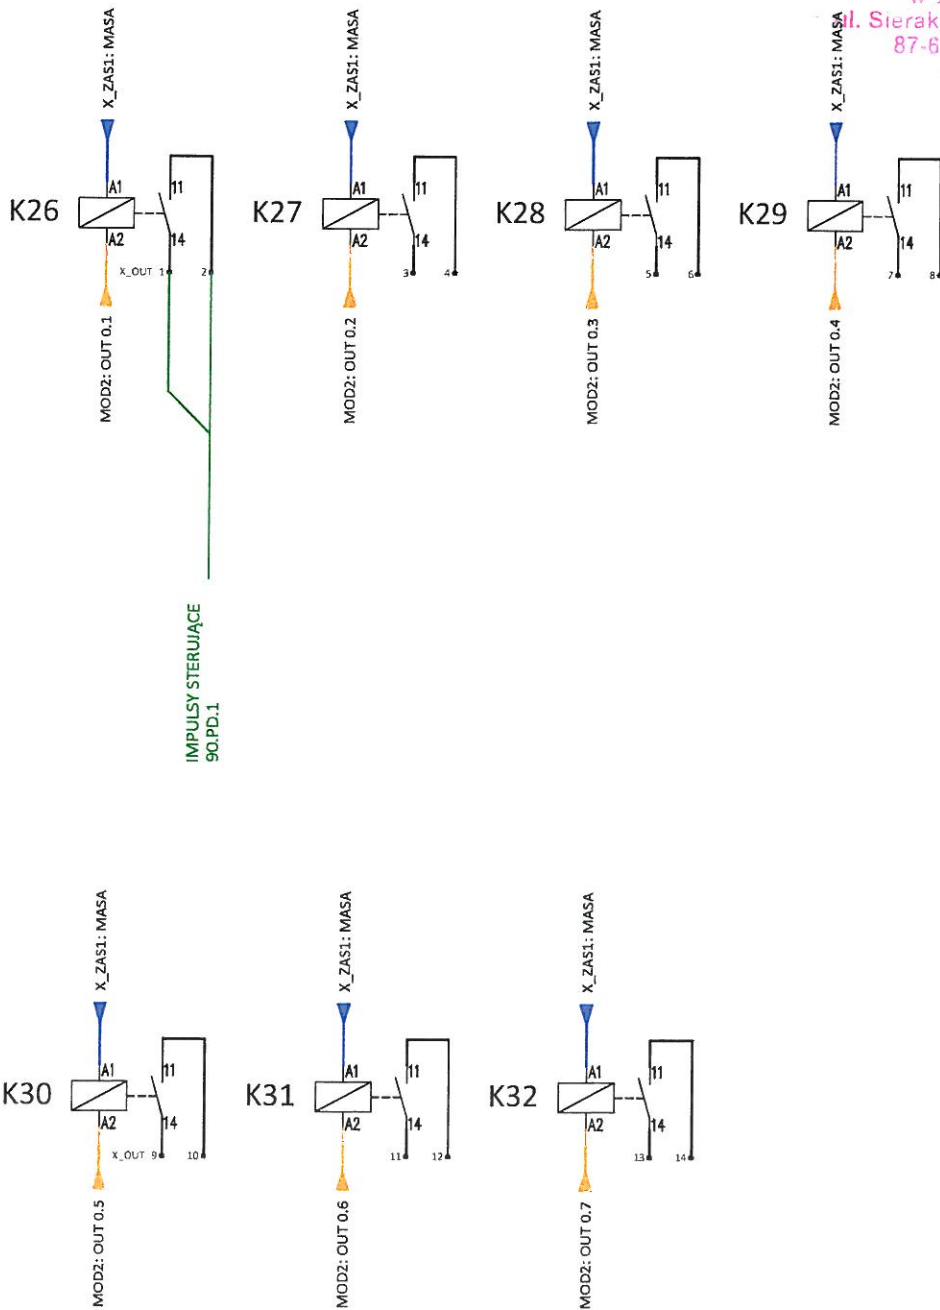 ul. Sierak
87-6
X_ZAS1: MASA
X_ZAS1: MASA
X_ZAS1: MASA
X_ZAS1: MASA
K26
A1
11
A2
14
X_OUT 1
2
MOD2: OUT 0.1
K27
A1
11
A2
14
3
4
MOD2: OUT 0.2
K28
A1
11
A2
14
5
6
MOD2: OUT 0.3
K29
A1
11
A2
14
7
8
MOD2: OUT 0.4
IMPULSY STERUJĄCE
90.PD.1
X_ZAS1: MASA
X_ZAS1: MASA
X_ZAS1: MASA
K30
A1
11
A2
14
X_OUT 9
10
MOD2: OUT 0.5
K31
A1
11
A2
14
11
12
MOD2: OUT 0.6
K32
A1
11
A2
14
13
14
MOD2: OUT 0.7